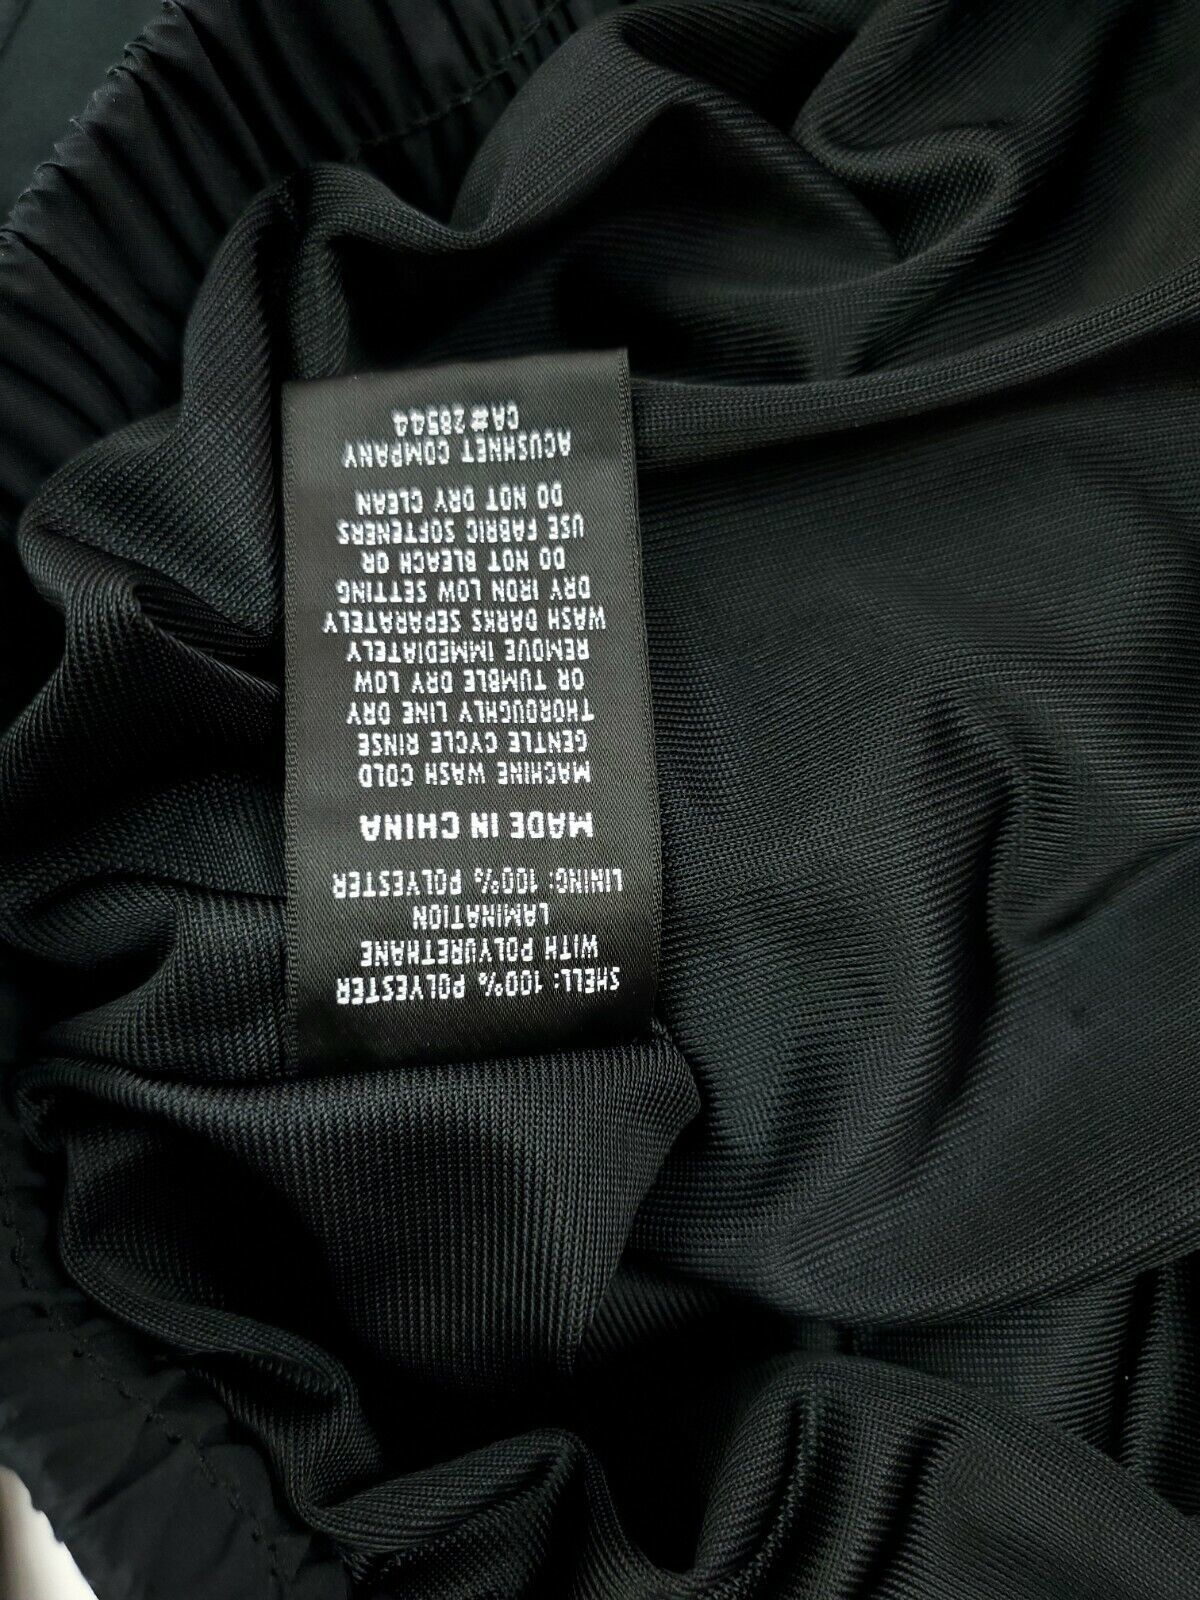 SHELL: 100% POLYESTER
WITH POLYURETHANE
LAMINATION
LINING: 100% POLYESTER
MADE IN CHINA
MACHINE WASH COLD
GENTLE CYCLE RINSE
THOROUGHLY LINE DRY
OR TUMBLE DRY LOW
REMOVE IMMEDIATELY
WASH DARKS SEPARATELY
DRY IRON LOW SETTING
DO NOT BLEACH OR
USE FABRIC SOFTENERS
DO NOT DRY CLEAN
ACUSHNET COMPANY
CA# 28544